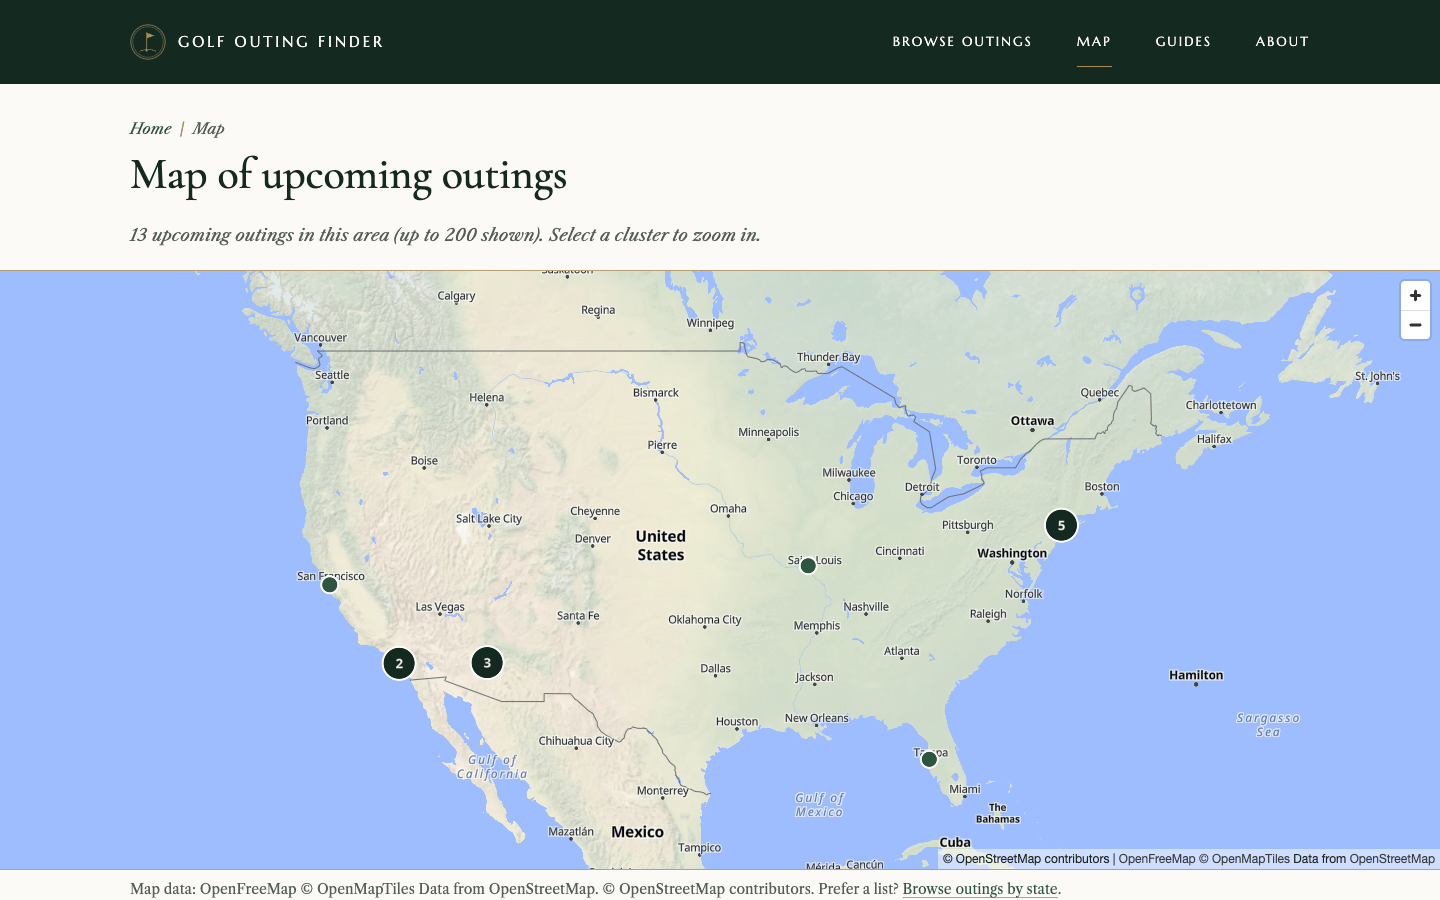 GOLF OUTING FINDER
BROWSE OUTINGS
MAP
GUIDES
ABOUT
Home | Map
Map of upcoming outings
13 upcoming outings in this area (up to 200 shown). Select a cluster to zoom in.
Saskatoon
Calgary
Regina
Winnipeg
Vancouver
Seattle
Thunder Bay
St. John's
Helena
Bismarck
Quebec
Charlottetown
Portland
Ottawa
Minneapolis
Halifax
Pierre
Boise
Toronto
Milwaukee
Chicago
Detroit
Boston
Salt Lake City
Cheyenne
Omaha
Pittsburgh
5
Denver
United
States
Cincinnati
Washington
San Francisco
Las Vegas
Santa Fe
Oklahoma City
Nashville
Norfolk
Raleigh
Memphis
Atlanta
2
3
Dallas
Jackson
Hamilton
Sargasso
Sea
Houston
New Orleans
Chihuahua City
Gulf of
California
Monterrey
Gulf of
Mexico
Miami
The
Bahamas
Mazatlán
Mexico
Tampico
Cuba
Mérida
Cancún
© OpenStreetMap contributors | OpenFreeMap © OpenMapTiles Data from OpenStreetMap
Map data: OpenFreeMap © OpenMapTiles Data from OpenStreetMap. © OpenStreetMap contributors. Prefer a list? Browse outings by state.